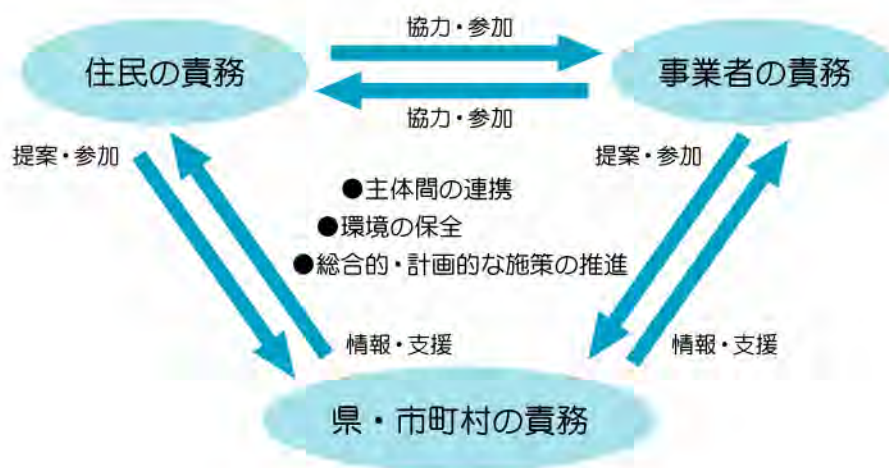 協力・参加
住民の責務
事業者の責務
協力・参加
提案・参加
提案・参加
●主体間の連携
●環境の保全
●総合的・計画的な施策の推進
情報・支援
情報・支援
県・市町村の責務